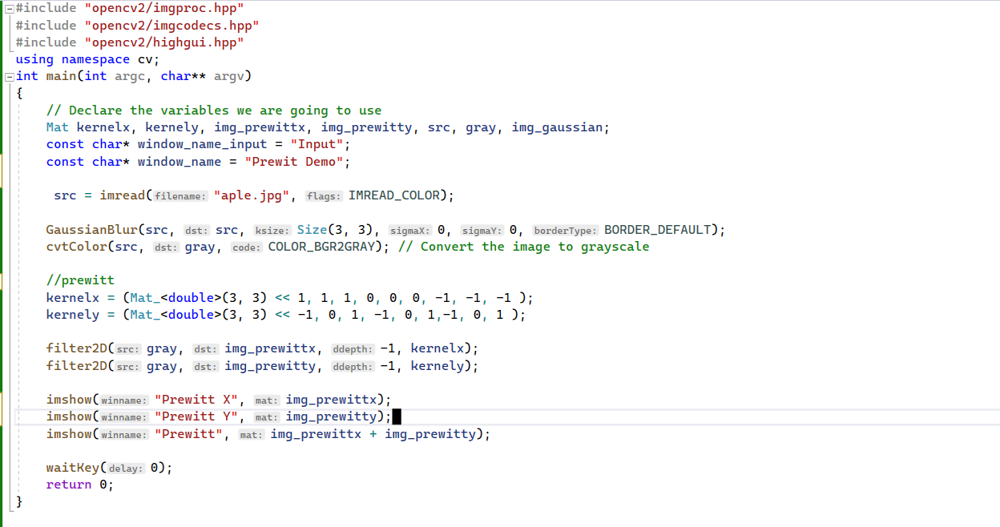 #include "opencv2/imgproc.hpp"
#include "opencv2/imgcodecs.hpp"
#include "opencv2/highgui.hpp"
using namespace cv;
int main(int argc, char** argv)
{
// Declare the variables we are going to use
Mat kernelx, kernely, img_prewittx, img_prewitty, src, gray, img_gaussian;
const char* window_name_input = "Input";
const char* window_name = "Prewit Demo";
src = imread(filename: "aple.jpg", flags: IMREAD_COLOR);
GaussianBlur(src, dst: src, ksize: Size(3, 3), sigmaX: 0, sigmaY: 0, borderType: BORDER_DEFAULT);
cvtColor(src, dst: gray, code: COLOR_BGR2GRAY); // Convert the image to grayscale
//prewitt
kernelx = (Mat_<double>(3, 3) << 1, 1, 1, 0, 0, 0, -1, -1, -1 );
kernely = (Mat_<double>(3, 3) << -1, 0, 1, -1, 0, 1,-1, 0, 1 );
filter2D(src: gray, dst: img_prewittx, ddepth: -1, kernelx);
filter2D(src: gray, dst: img_prewitty, ddepth: -1, kernely);
imshow(winname: "Prewitt X", mat: img_prewittx);
imshow(winname: "Prewitt Y", mat: img_prewitty);
imshow(winname: "Prewitt", mat: img_prewittx + img_prewitty);
waitKey(delay: 0);
return 0;
}